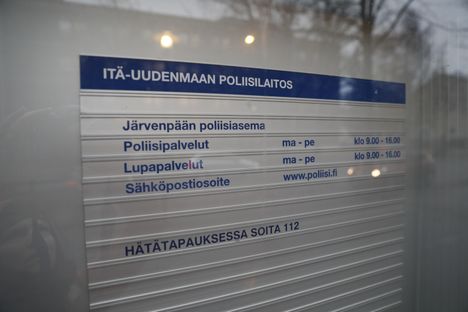 ITÄ-UUDENMAAN POLIISILAITOS
Järvenpään poliisiasema
Poliisipalvelut ma - pe klo 9.00 - 16.00
Lupapalvelut ma - pe klo 9.00 - 16.00
Sähköpostiosoite www.poliisi.fi
HÄTÄTAPAUKSESSA SOITA 112